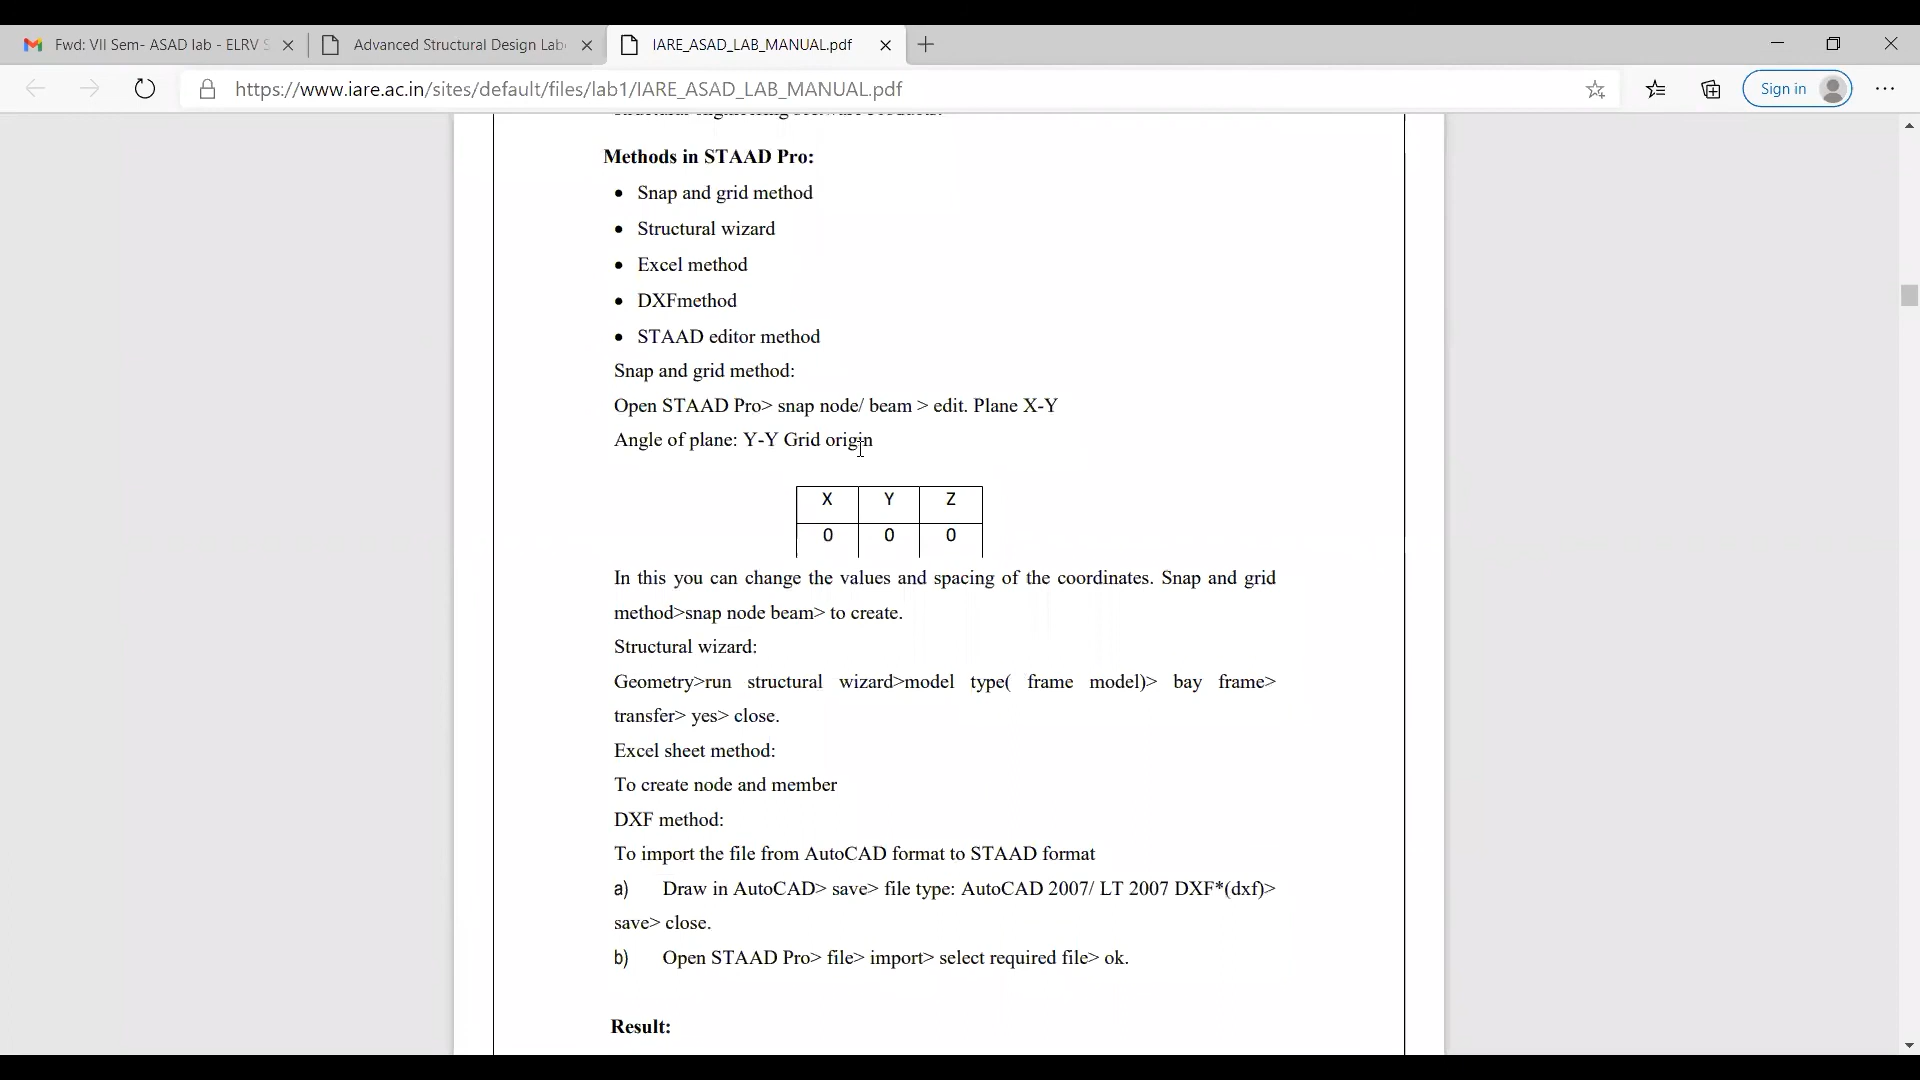 Fwd: VII Sem- ASAD lab - ELRV S
Advanced Structural Design Lab
IARE_ASAD_LAB_MANUAL.pdf
https://www.iare.ac.in/sites/default/files/lab1/IARE_ASAD_LAB_MANUAL.pdf
Sign in
Methods in STAAD Pro:
• Snap and grid method
• Structural wizard
• Excel method
• DXFmethod
• STAAD editor method
Snap and grid method:
Open STAAD Pro> snap node/ beam > edit. Plane X-Y
Angle of plane: Y-Y Grid origin
X Y Z
0 0 0
In this you can change the values and spacing of the coordinates. Snap and grid
method>snap node beam> to create.
Structural wizard:
Geometry>run structural wizard>model type( frame model)> bay frame>
transfer> yes> close.
Excel sheet method:
To create node and member
DXF method:
To import the file from AutoCAD format to STAAD format
a) Draw in AutoCAD> save> file type: AutoCAD 2007/ LT 2007 DXF*(dxf)>
save> close.
b) Open STAAD Pro> file> import> select required file> ok.
Result: